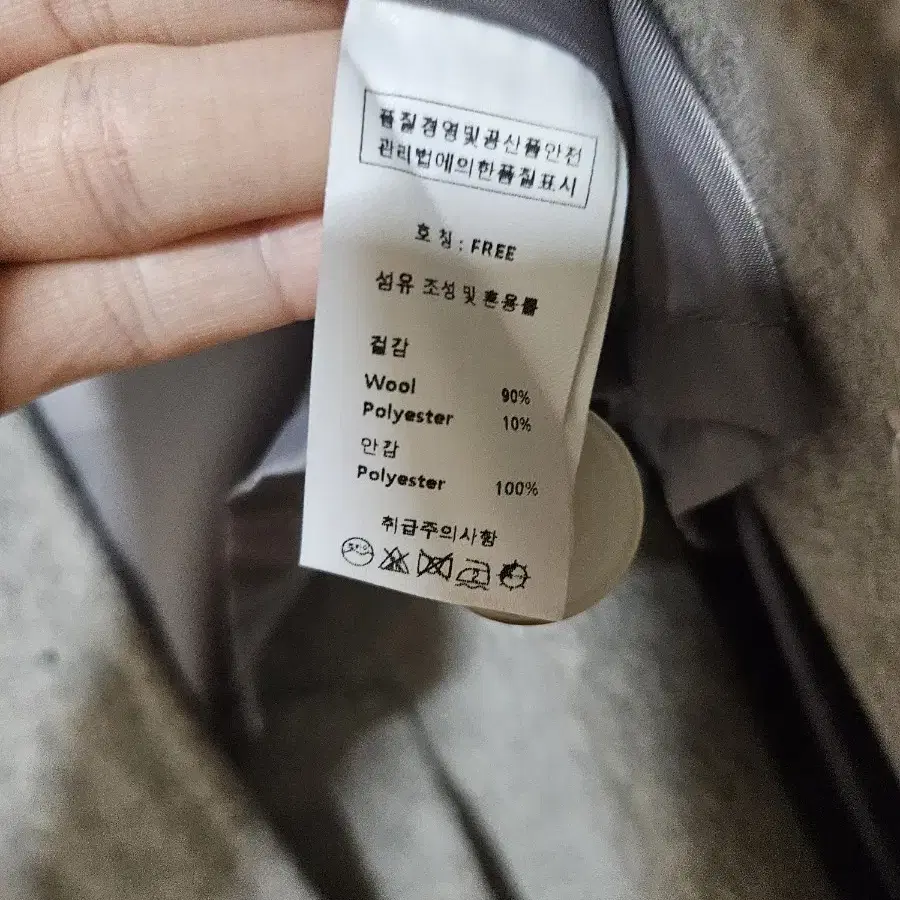 품질경영및공산품안전
관리법에의한품질표시
호칭 : FREE
섬유 조성 및 혼용률
겉감
Wool 90%
Polyester 10%
안감
Polyester 100%
취급주의사항